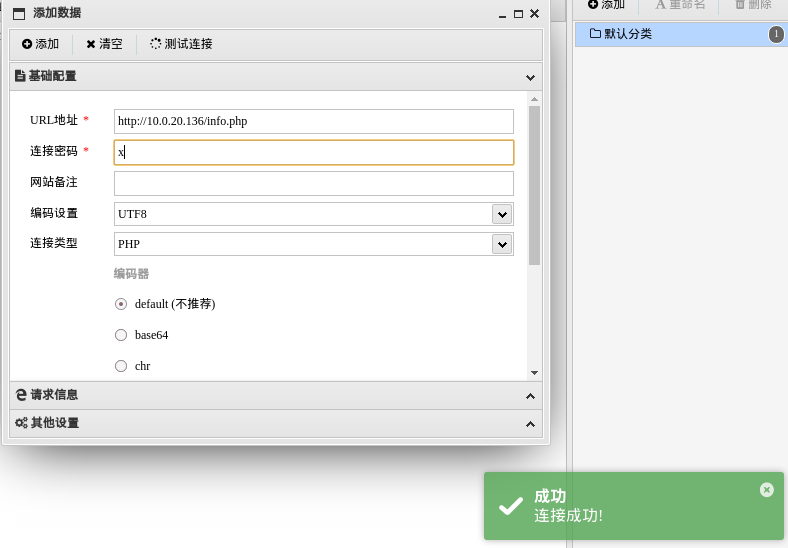 添加数据
添加 清空 测试连接
基础配置
URL地址 * http://10.0.20.136/info.php
连接密码 * x
网站备注
编码设置 UTF8
连接类型 PHP
编码器
default (不推荐)
base64
chr
请求信息
其他设置
添加 A 重命名 删除
默认分类 1
成功
连接成功!